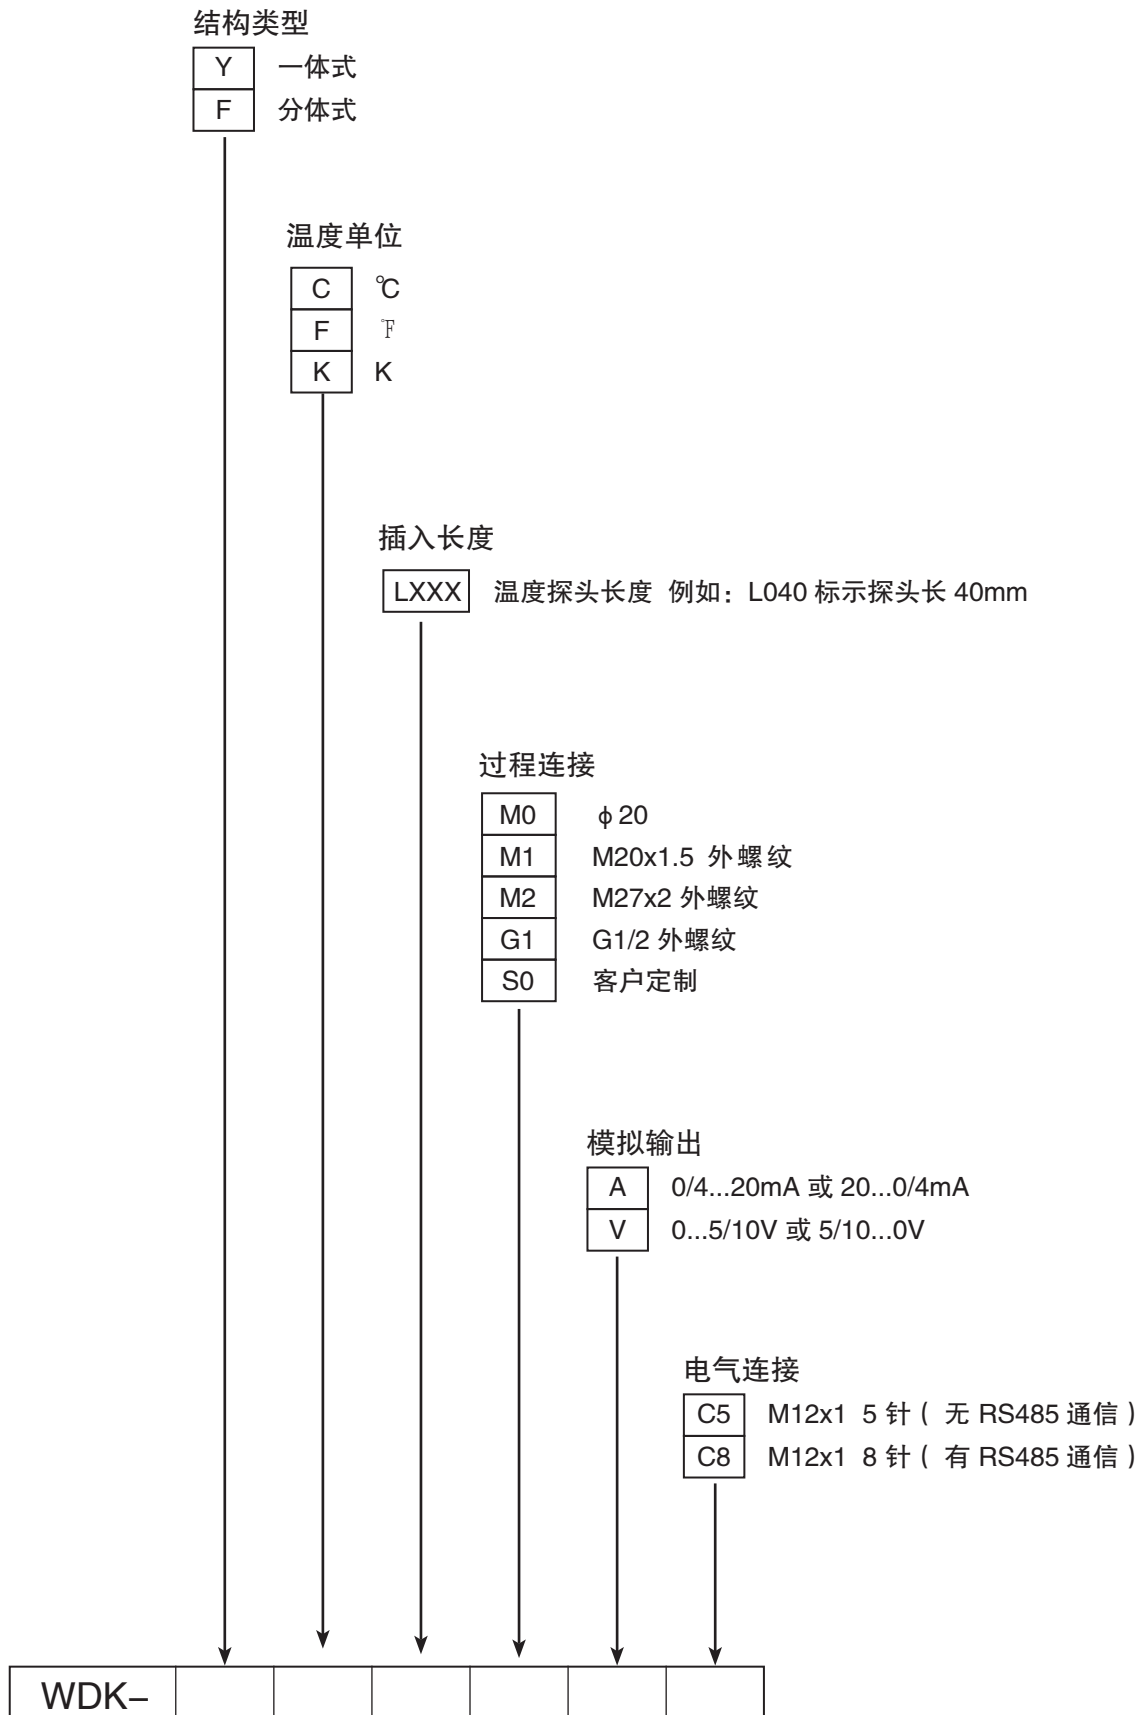 结构类型
Y 一体式
F 分体式
温度单位
C ℃
F ℉
K K
插入长度
LXXX 温度探头长度 例如：L040 标示探头长 40mm
过程连接
M0 ф20
M1 M20x1.5 外螺纹
M2 M27x2 外螺纹
G1 G1/2 外螺纹
S0 客户定制
模拟输出
A 0/4...20mA 或 20...0/4mA
V 0...5/10V 或 5/10...0V
电气连接
C5 M12x1 5 针（ 无 RS485 通信）
C8 M12x1 8 针（ 有 RS485 通信）
WDK–